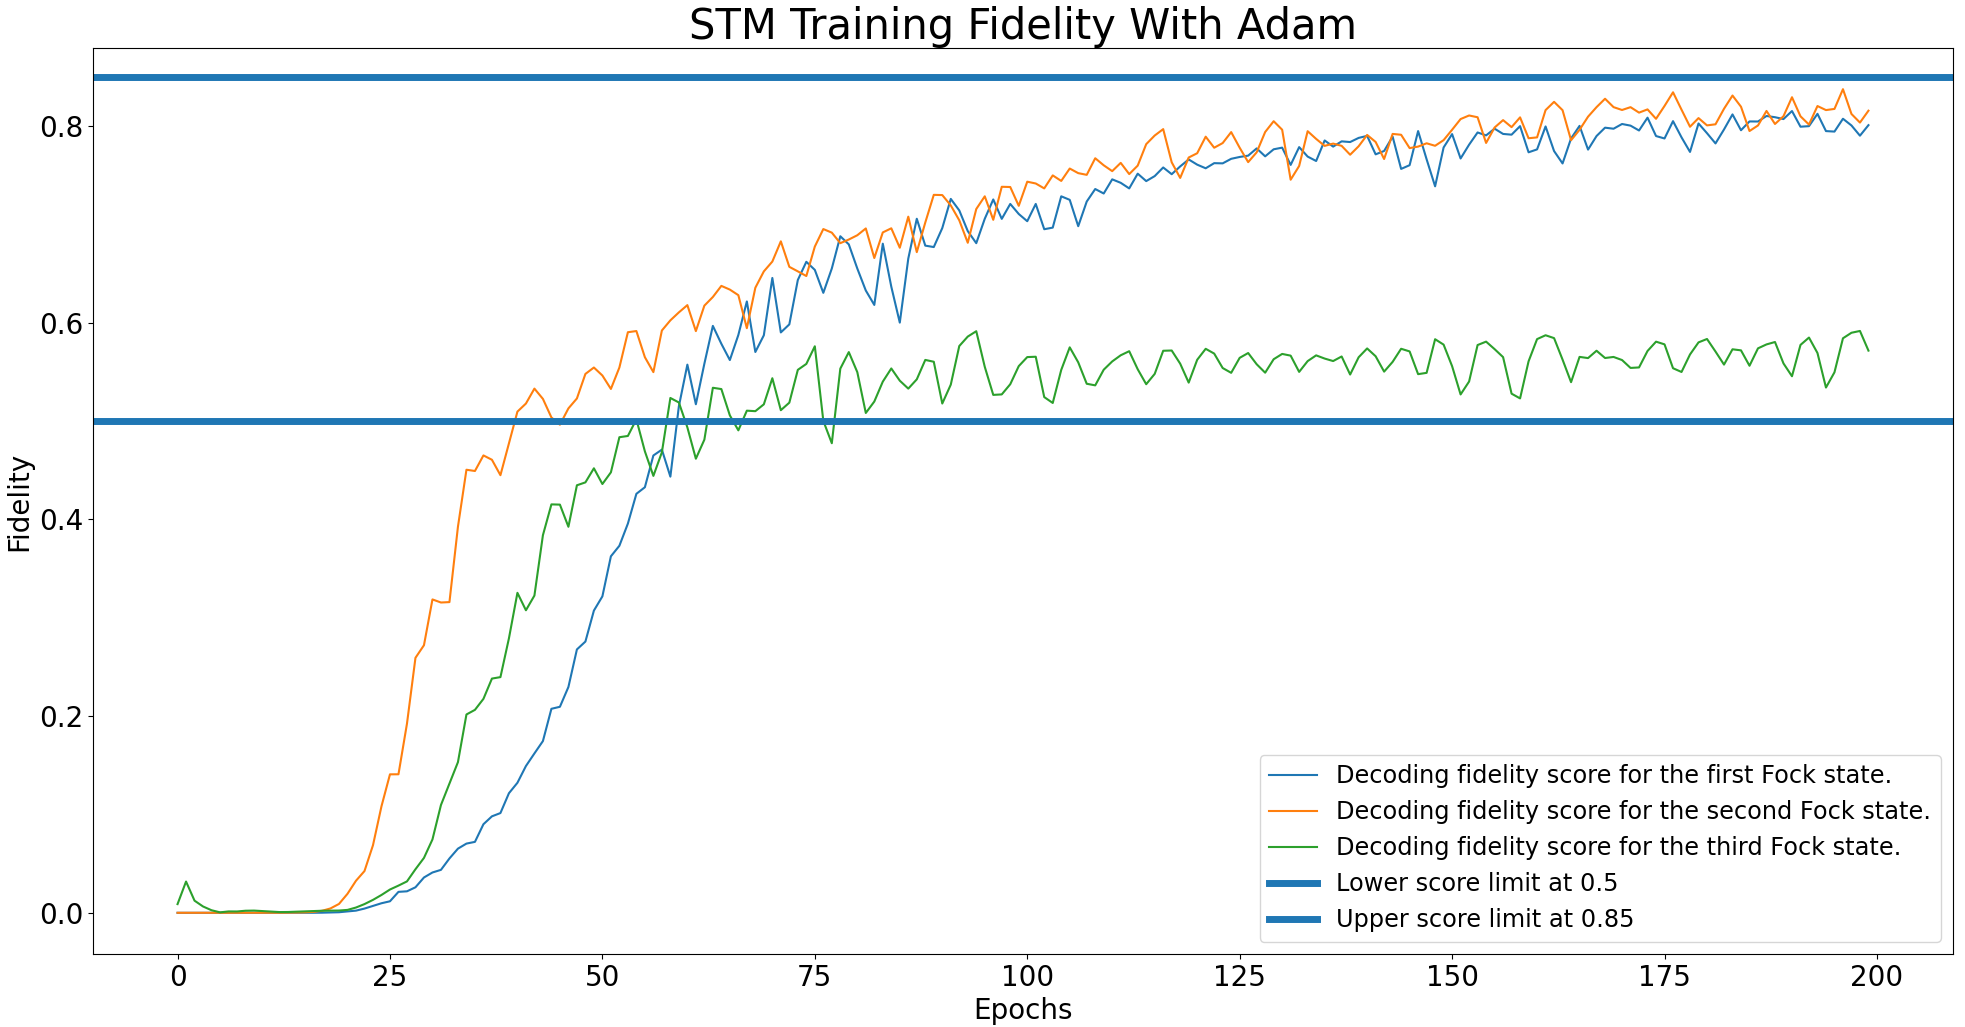 STM Training Fidelity With Adam
Fidelity
0.8
0.6
0.4
0.2
0.0
Decoding fidelity score for the first Fock state.
Decoding fidelity score for the second Fock state.
Decoding fidelity score for the third Fock state.
Lower score limit at 0.5
Upper score limit at 0.85
0 25 50 75 100 125 150 175 200
Epochs